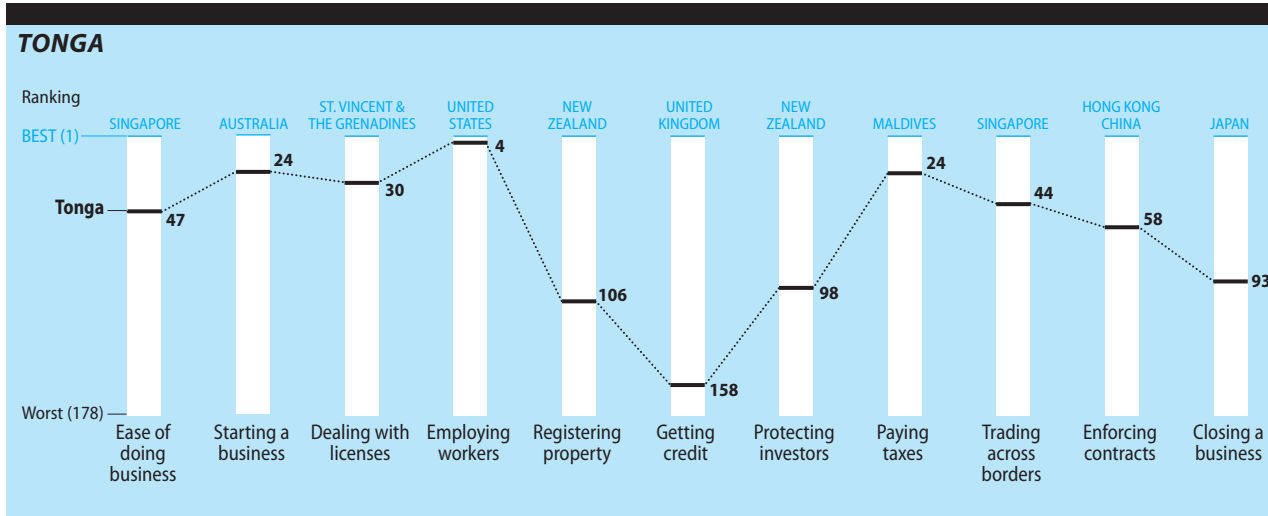 TONGA
Ranking
BEST (1)
SINGAPORE
AUSTRALIA
ST. VINCENT &
THE GRENADINES
UNITED
STATES
NEW
ZEALAND
UNITED
KINGDOM
NEW
ZEALAND
MALDIVES
SINGAPORE
HONG KONG
CHINA
JAPAN
Tonga
47
24
30
4
106
158
98
24
44
58
93
Worst (178)
Ease of
doing
business
Starting a
business
Dealing with
licenses
Employing
workers
Registering
property
Getting
credit
Protecting
investors
Paying
taxes
Trading
across
borders
Enforcing
contracts
Closing a
business